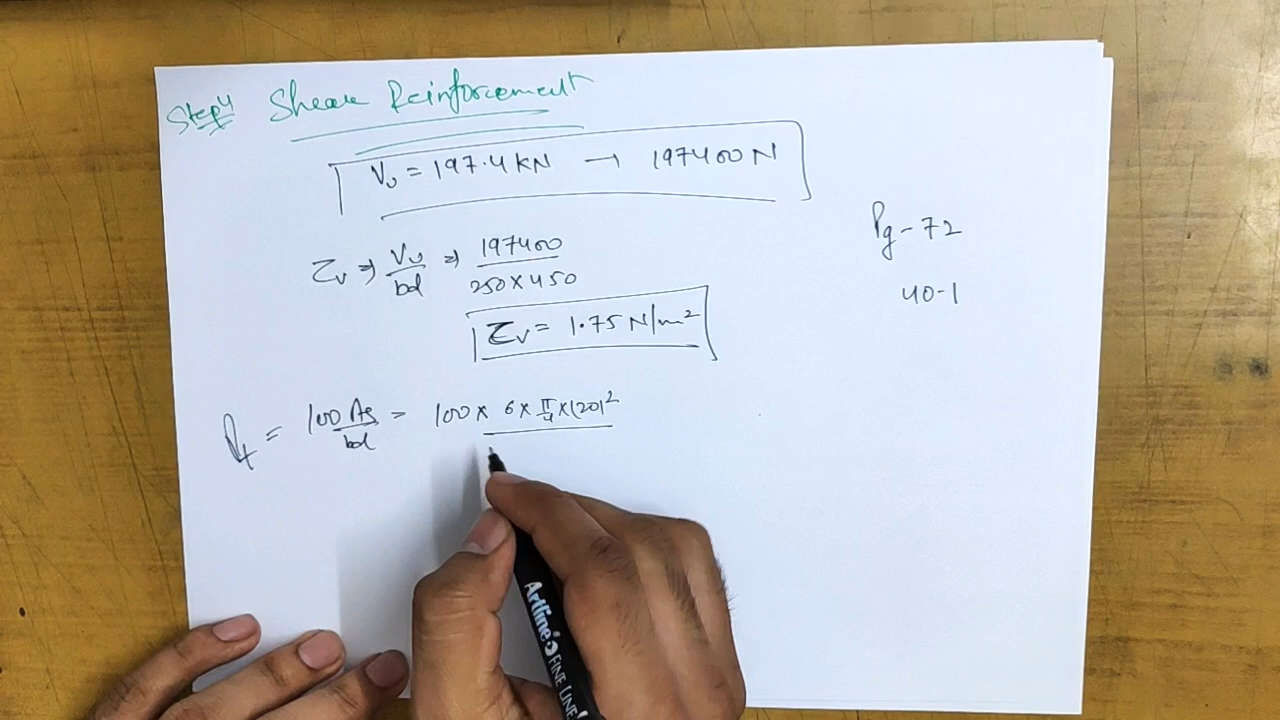 Step 4 Shear Reinforcement
Vu = 197.4 KN → 197400 N
τv ⇒ Vu/bd ⇒ 197400/250×450
τv = 1.75 N/m²
Pt = 100 As/bd = 100 × 6 × π/4 × (20)²
Pg - 72
40-1
Artline FINE LINE